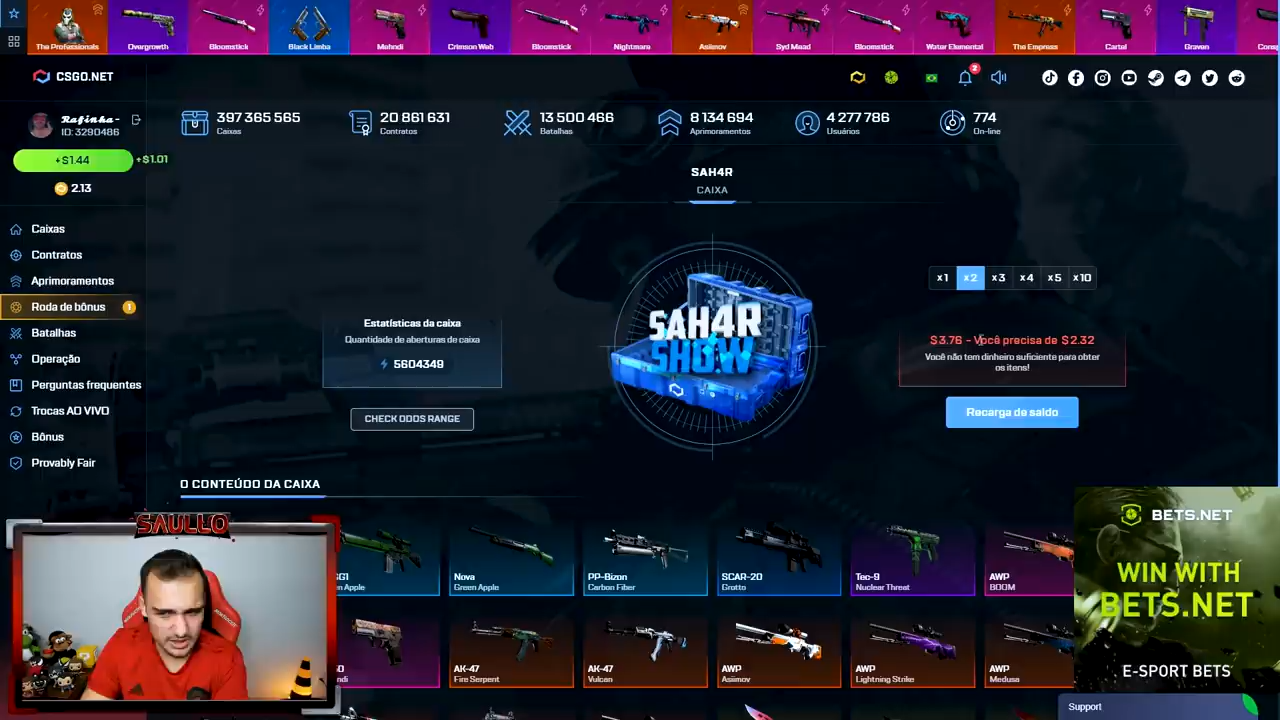 The Professionals
Overgrowth
Bloomstick
Black Limba
Mehndi
Crimson Web
Bloomstick
Nightmare
Asiimov
Syd Mead
Bloomstick
Water Elemental
The Empress
Cartel
Graven
CSGO.NET
2
Rafinha-
ID: 3290486
+$1.44
+$1.01
2.13
397 365 565
Caixas
20 861 631
Contratos
13 500 466
Batalhas
8 134 694
Aprimoramentos
4 277 786
Usuários
774
On-line
Caixas
Contratos
Aprimoramentos
Roda de bônus
1
Batalhas
Operação
Perguntas frequentes
Trocas AO VIVO
Bônus
Provably Fair
SAH4R
CAIXA
Estatísticas da caixa
Quantidade de aberturas de caixa
5604349
CHECK ODDS RANGE
SAH4R
SHOW
x1
x2
x3
x4
x5
x10
$3.76 - Você precisa de $2.32
Você não tem dinheiro suficiente para obter
os itens!
Recarga de saldo
O CONTEÚDO DA CAIXA
SG1
Apple
Nova
Green Apple
PP-Bizon
Carbon Fiber
SCAR-20
Grotto
Tec-9
Nuclear Threat
AWP
BOOM
AK-47
Fire Serpent
AK-47
Vulcan
AWP
Asiimov
AWP
Lightning Strike
AWP
Medusa
SAULLO
BETS.NET
WIN WITH
BETS.NET
E-SPORT BETS
Support